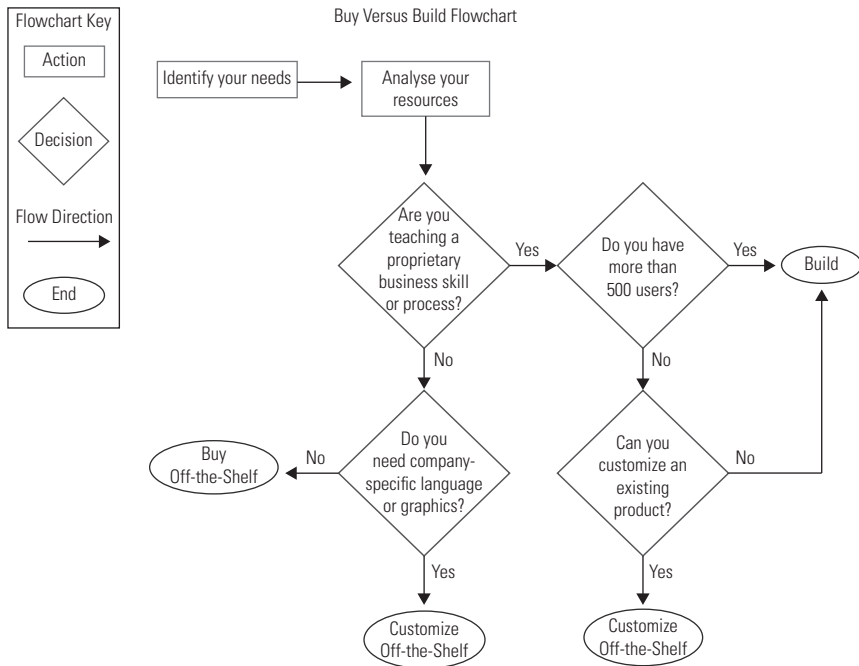 Flowchart Key
Action
Decision
Flow Direction
End
Buy Versus Build Flowchart
Identify your needs
Analyse your
resources
Are you
teaching a
proprietary
business skill
or process?
Yes
Do you have
more than
500 users?
Yes
Build
No
No
Buy
Off-the-Shelf
No
Do you
need company-
specific language
or graphics?
Can you
customize an
existing
product?
No
Yes
Yes
Customize
Off-the-Shelf
Customize
Off-the-Shelf